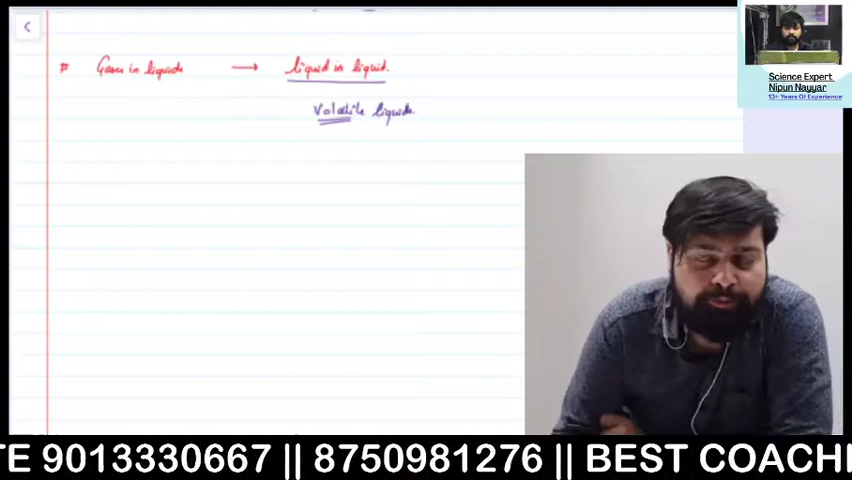 # Gases in liquids → liquid in liquid.
Volatile liquids
Science Expert
Nipun Nayyar
13+ Years Of Experience
TE 9013330667 || 8750981276 || BEST COACHI